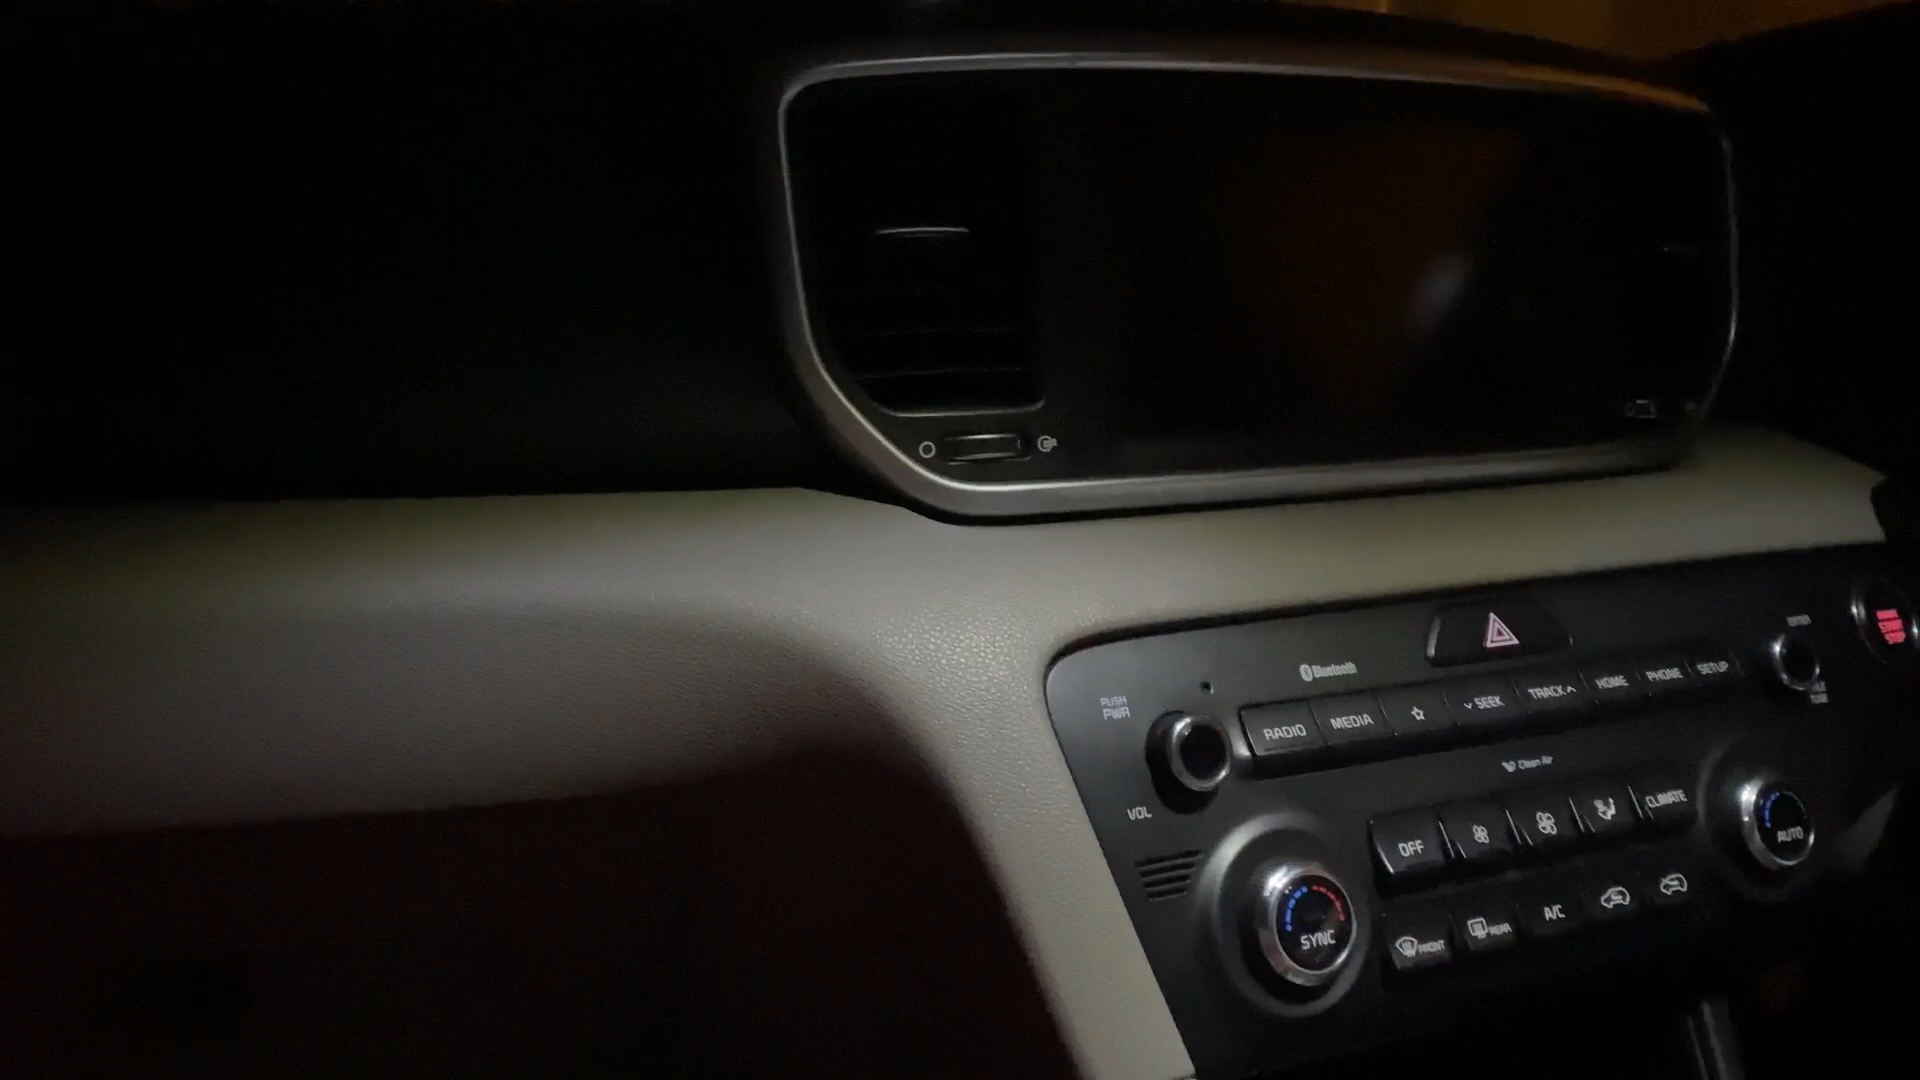 Bluetooth
PUSH
PWR
RADIO MEDIA SEEK TRACK HOME PHONE SETUP
VOL
Clean Air
OFF CLIMATE
AUTO
SYNC
FRONT REAR A/C